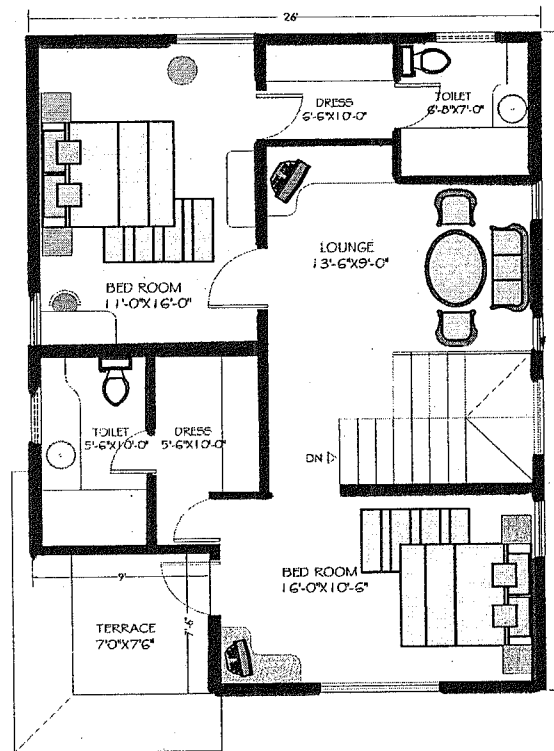 26'
DRESS
6'-6"X10'-0"
TOILET
6'-8"X7'-0"
LOUNGE
13'-6"X9'-0"
BED ROOM
11'-0"X16'-0"
TOILET
5'-6"X10'-0"
DRESS
5'-6"X10'-0"
DN
BED ROOM
16'-0"X10'-6"
9'
7'-6"
TERRACE
7'0"X7'6"